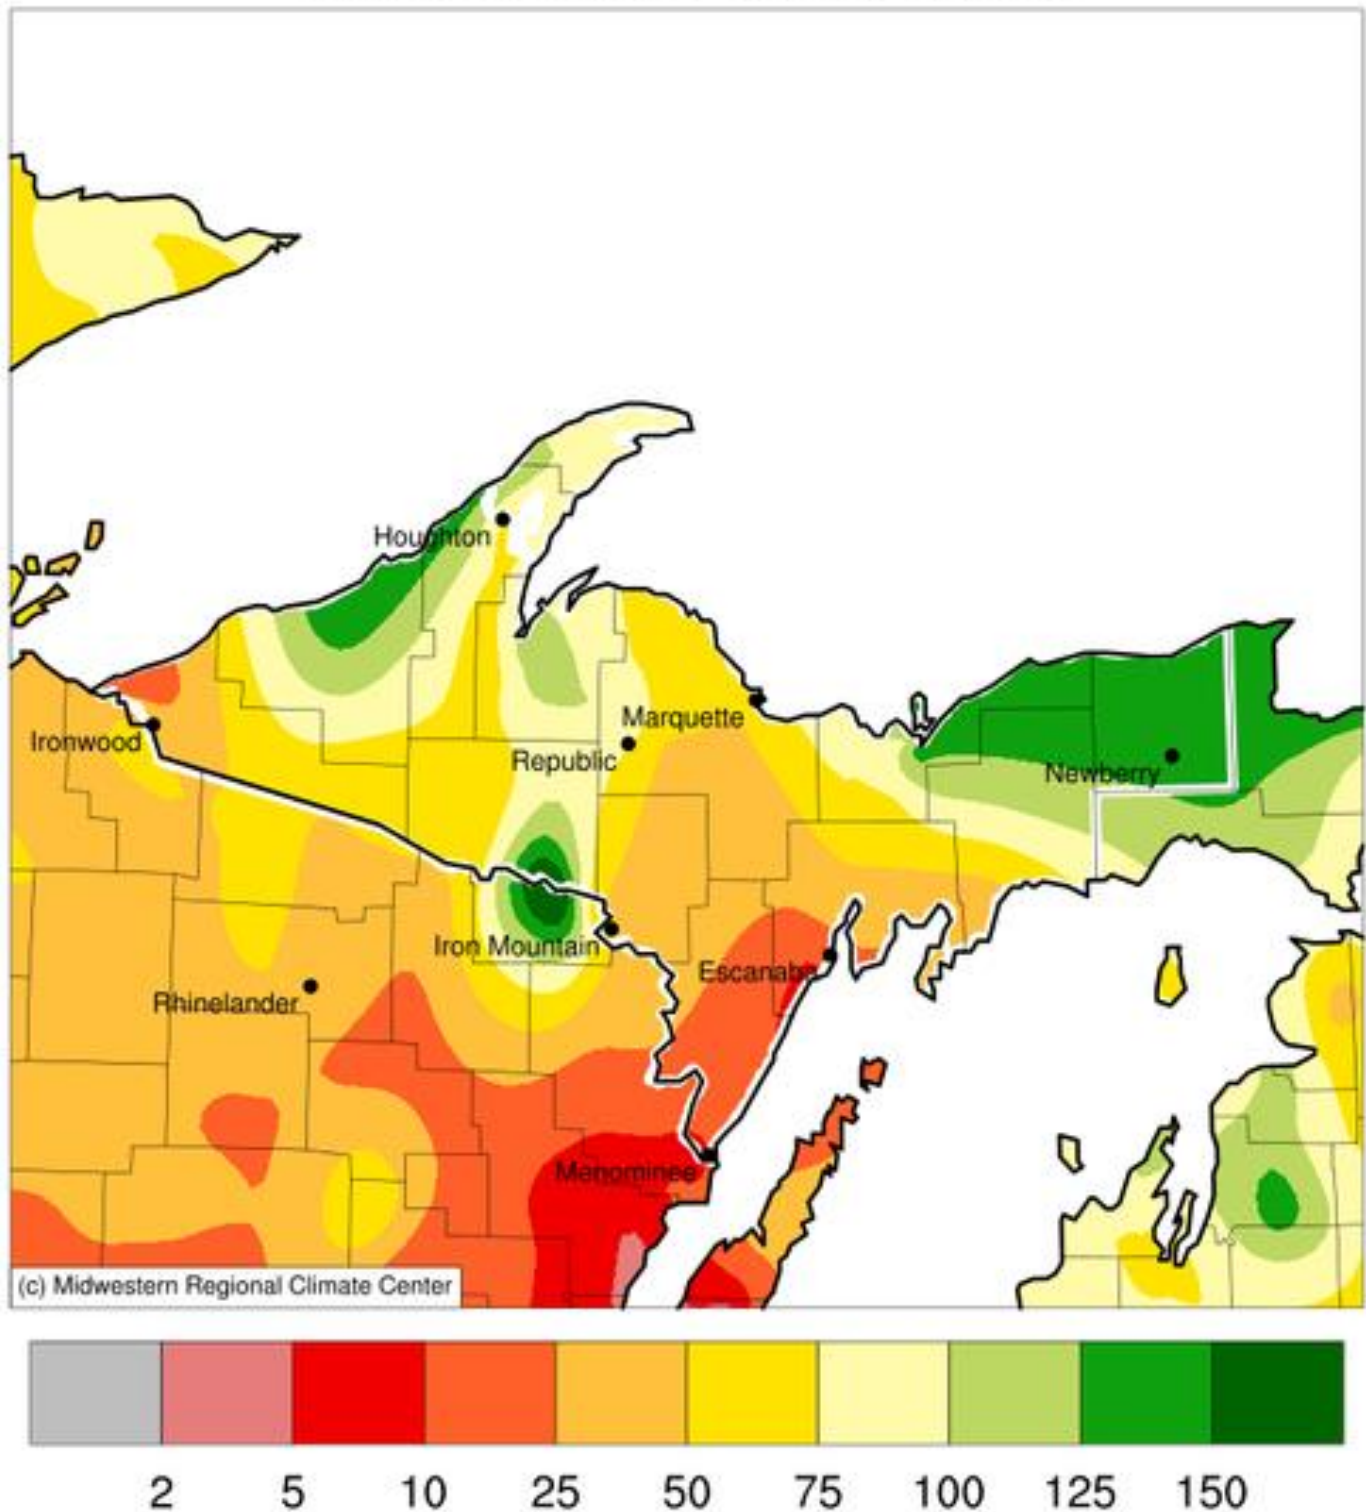 Houghton
Marquette
Ironwood
Republic
Newberry
Iron Mountain
Escanaba
Rhinelander
Menominee
(c) Midwestern Regional Climate Center
2 5 10 25 50 75 100 125 150